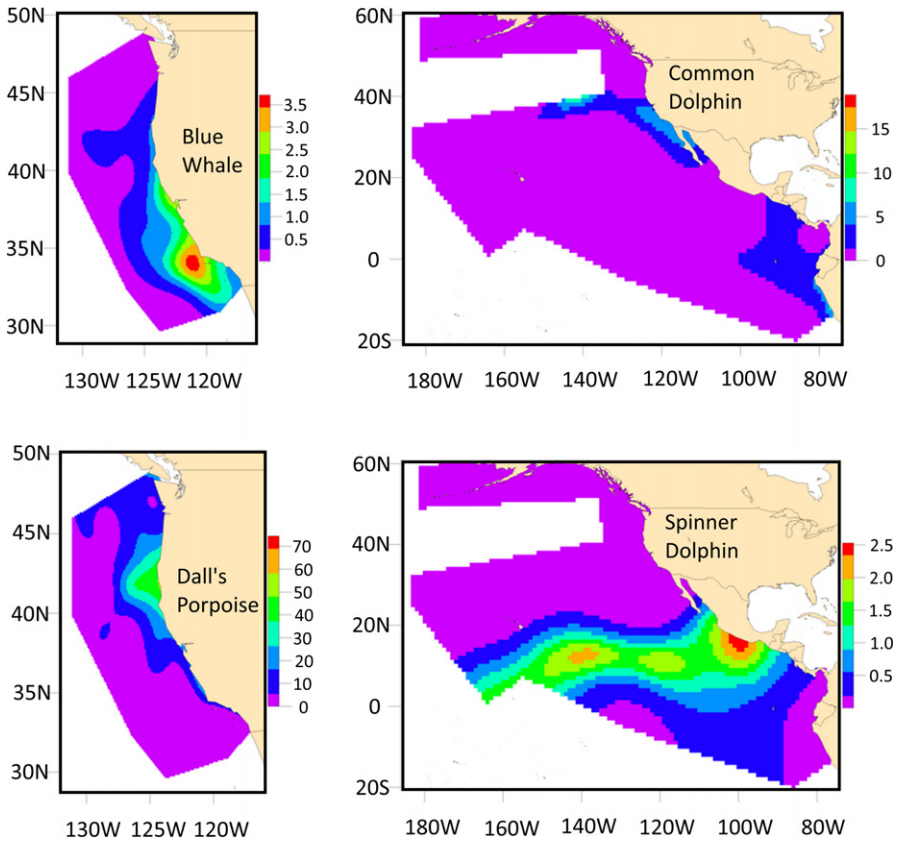 50N
45N
40N
35N
30N
130W 125W 120W
Blue
Whale
3.5
3.0
2.5
2.0
1.5
1.0
0.5
60N
40N
20N
0
20S
180W 160W 140W 120W 100W 80W
Common
Dolphin
15
10
5
0
50N
45N
40N
35N
30N
130W 125W 120W
Dall's
Porpoise
70
60
50
40
30
20
10
0
60N
40N
20N
0
20S
180W 160W 140W 120W 100W 80W
Spinner
Dolphin
2.5
2.0
1.5
1.0
0.5